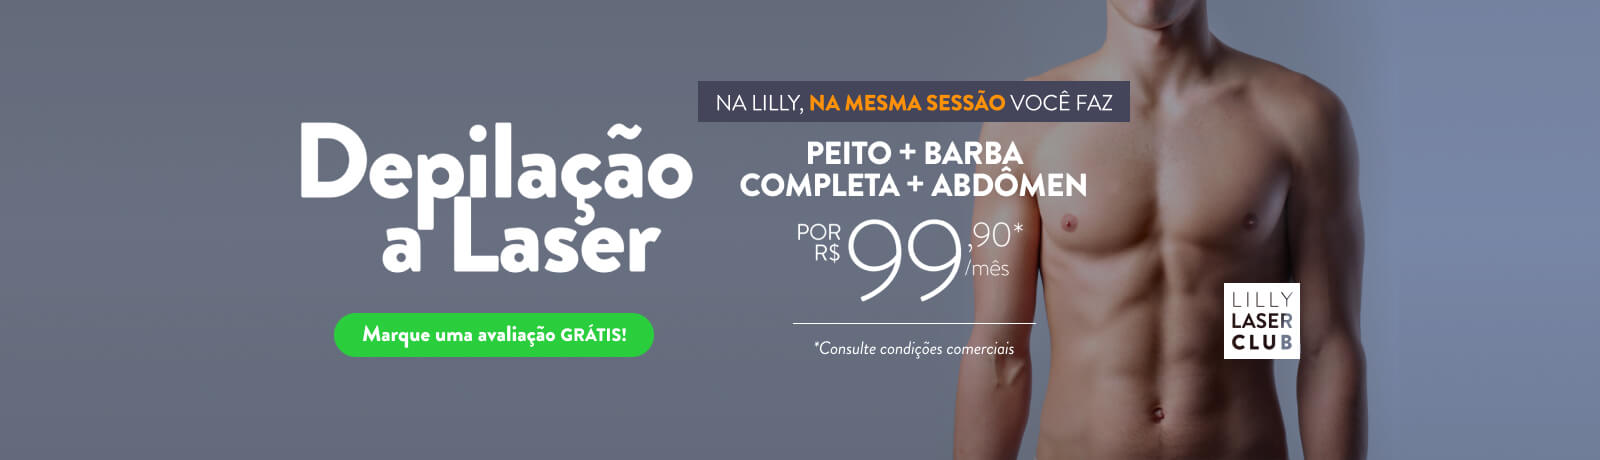 Depilação
a Laser
Marque uma avaliação GRÁTIS!
NA LILLY, NA MESMA SESSÃO VOCÊ FAZ
PEITO + BARBA
COMPLETA + ABDÔMEN
POR
R$ 99,90*
/mês
*Consulte condições comerciais
LILLY
LASER
CLUB